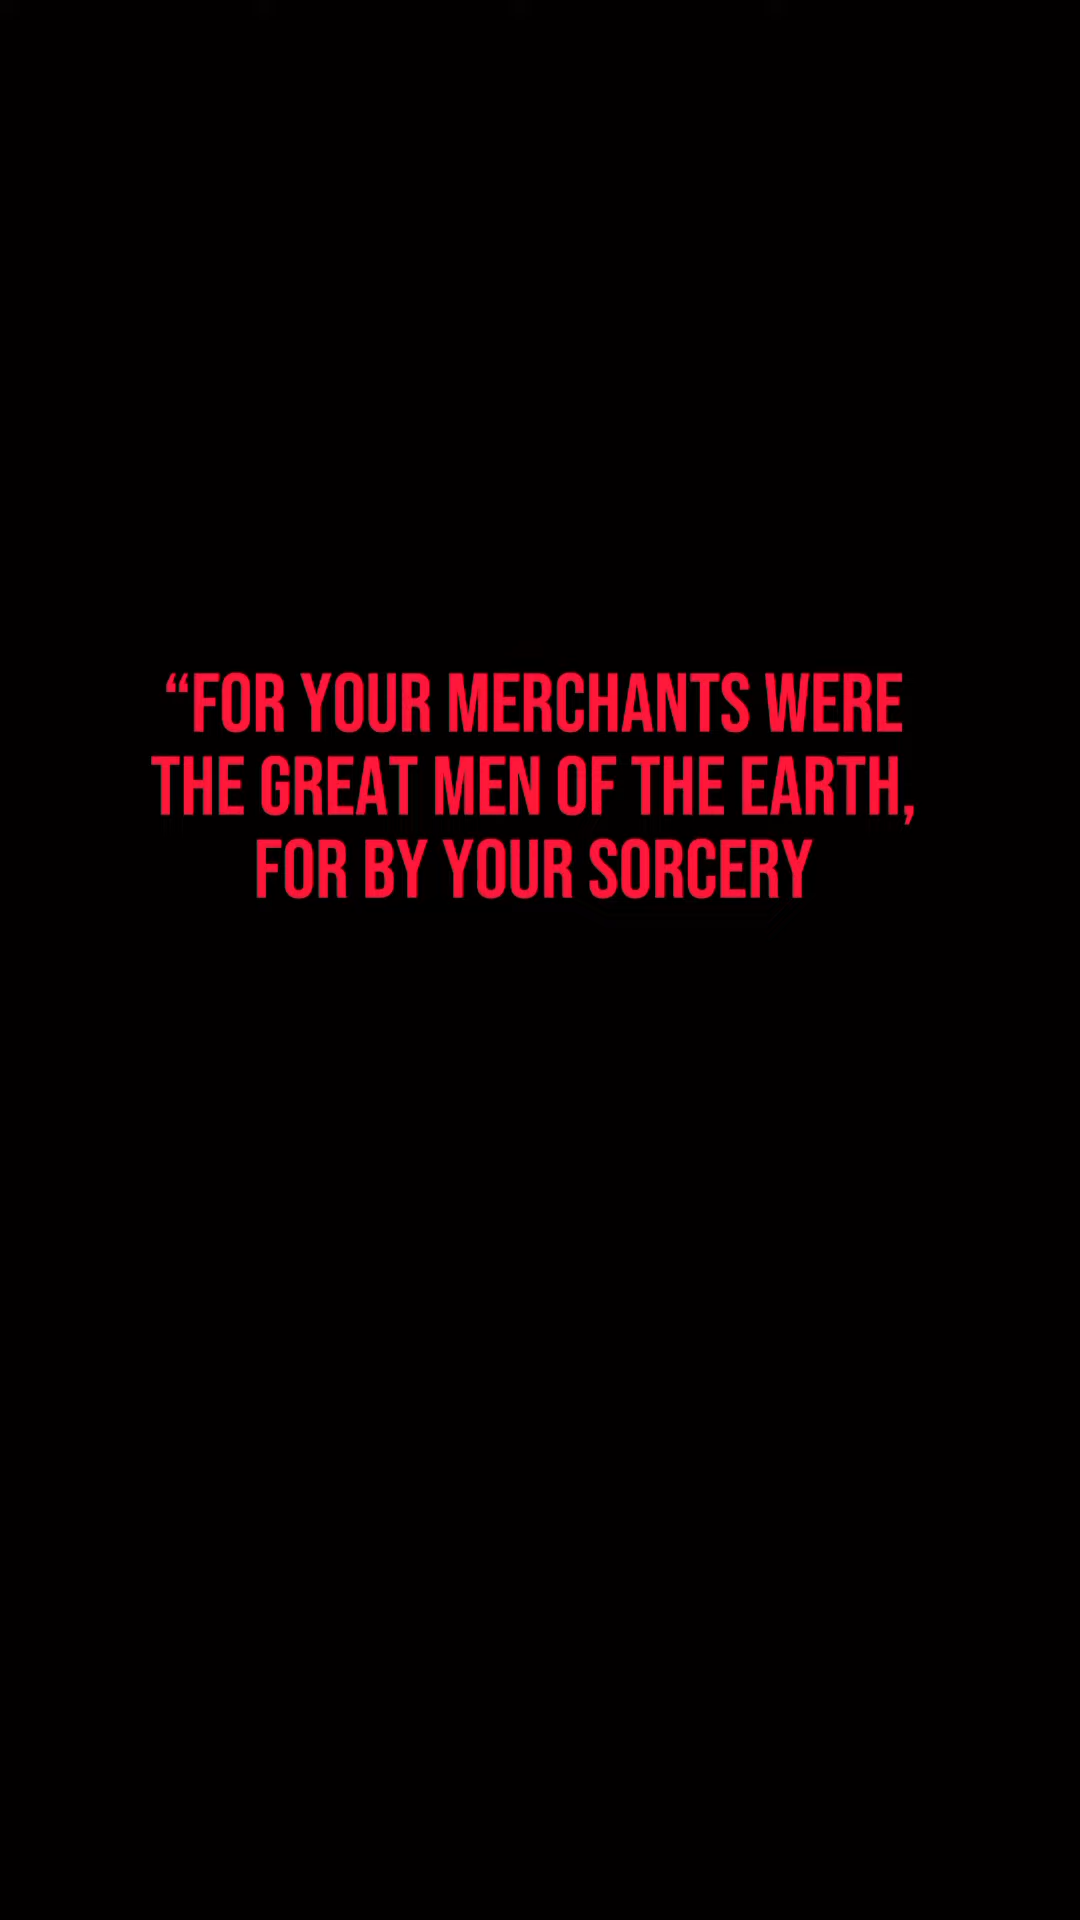 “FOR YOUR MERCHANTS WERE
THE GREAT MEN OF THE EARTH,
FOR BY YOUR SORCERY